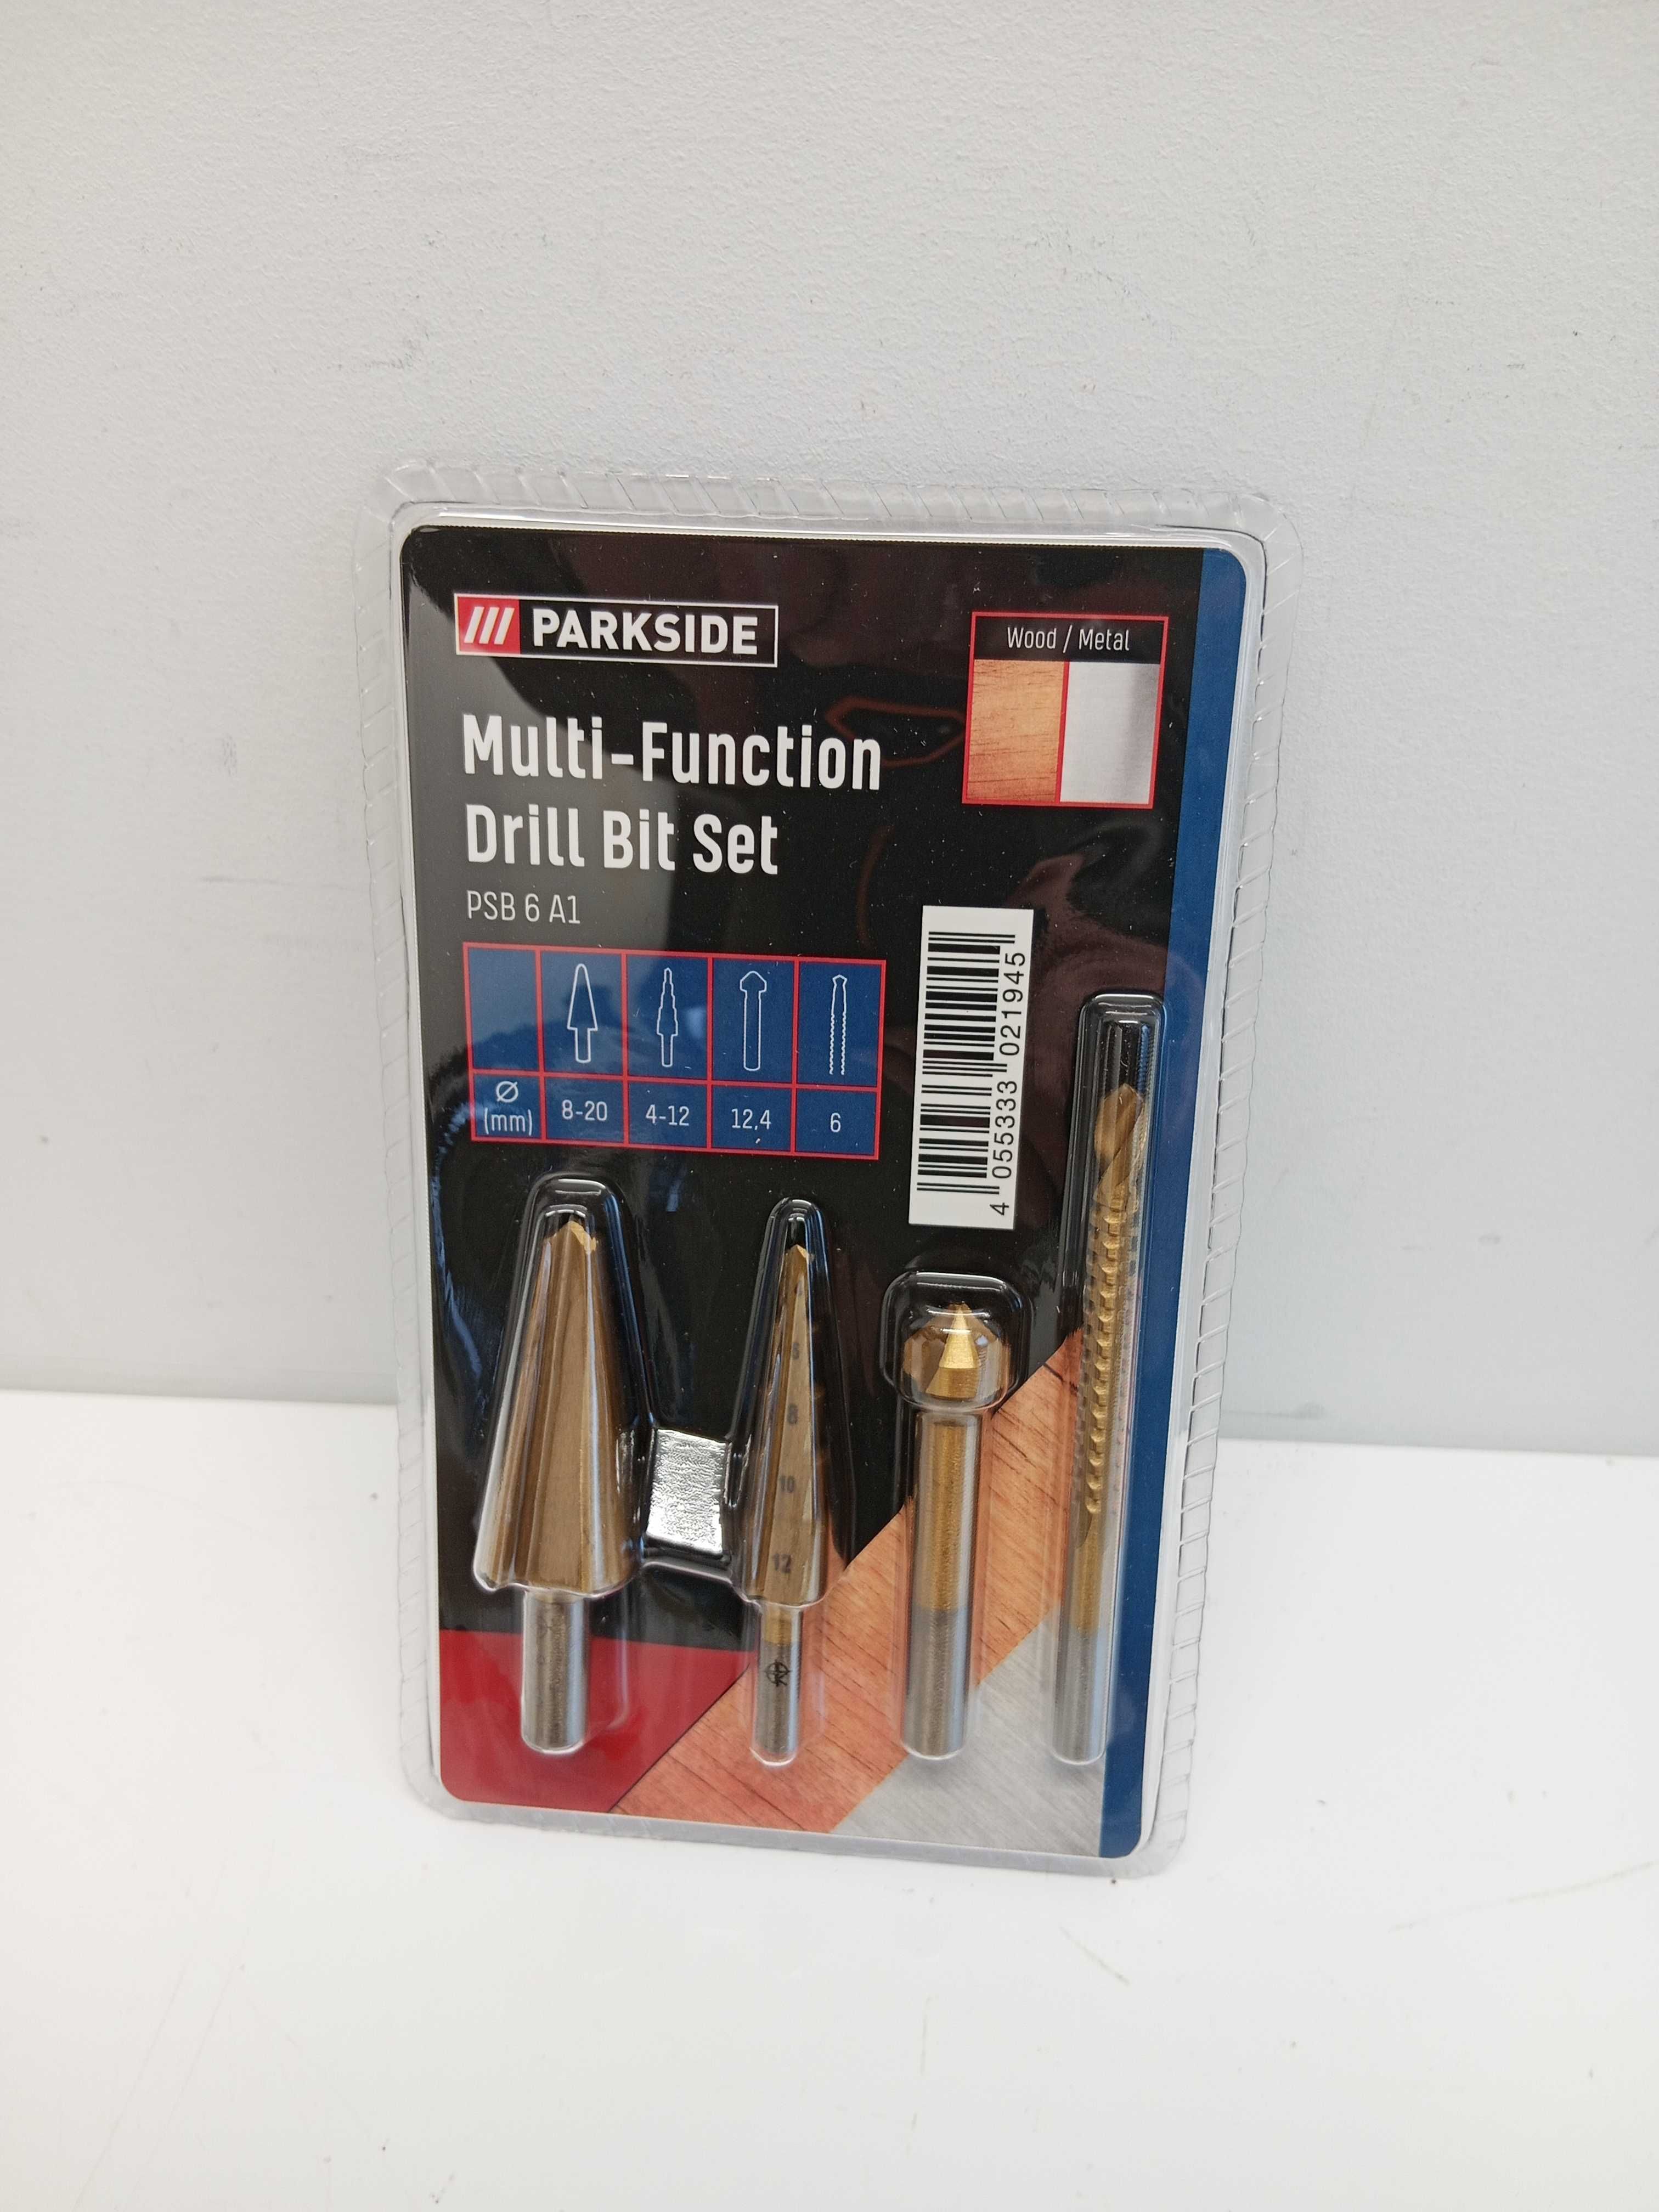 PARKSIDE
Wood / Metal
Multi-Function
Drill Bit Set
PSB 6 A1
Ø
(mm)
8-20
4-12
12,4
6
4 055333 021945
6
8
10
12